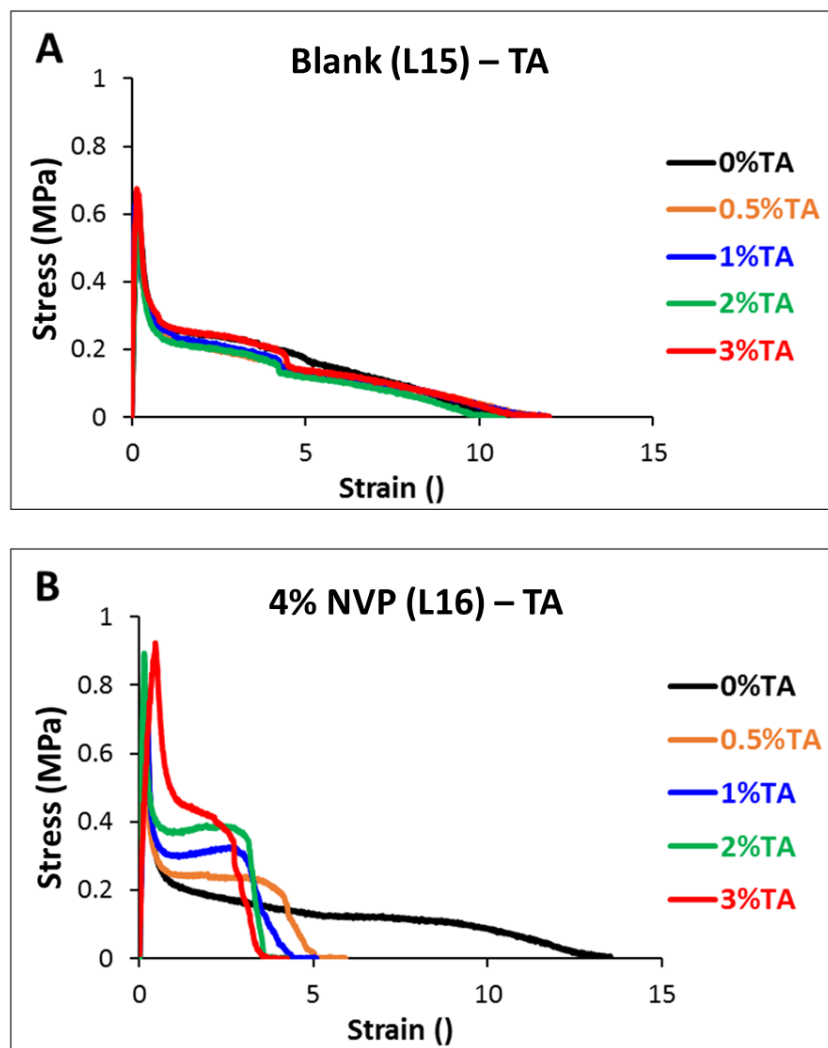 A
Blank (L15) – TA
Stress (MPa)
1
0.8
0.6
0.4
0.2
0
0
5
10
15
Strain ()
0%TA
0.5%TA
1%TA
2%TA
3%TA
B
4% NVP (L16) – TA
Stress (MPa)
1
0.8
0.6
0.4
0.2
0
0
5
10
15
Strain ()
0%TA
0.5%TA
1%TA
2%TA
3%TA